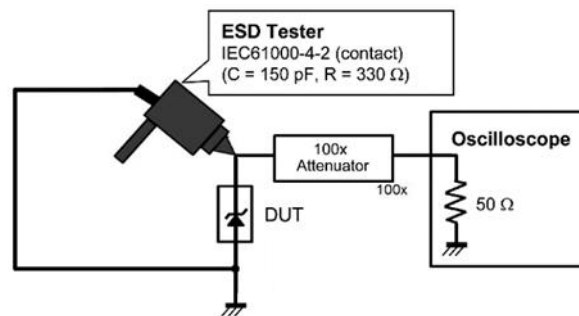 ESD Tester
IEC61000-4-2 (contact)
(C = 150 pF, R = 330 Ω)
100x
Attenuator
100x
Oscilloscope
50 Ω
DUT